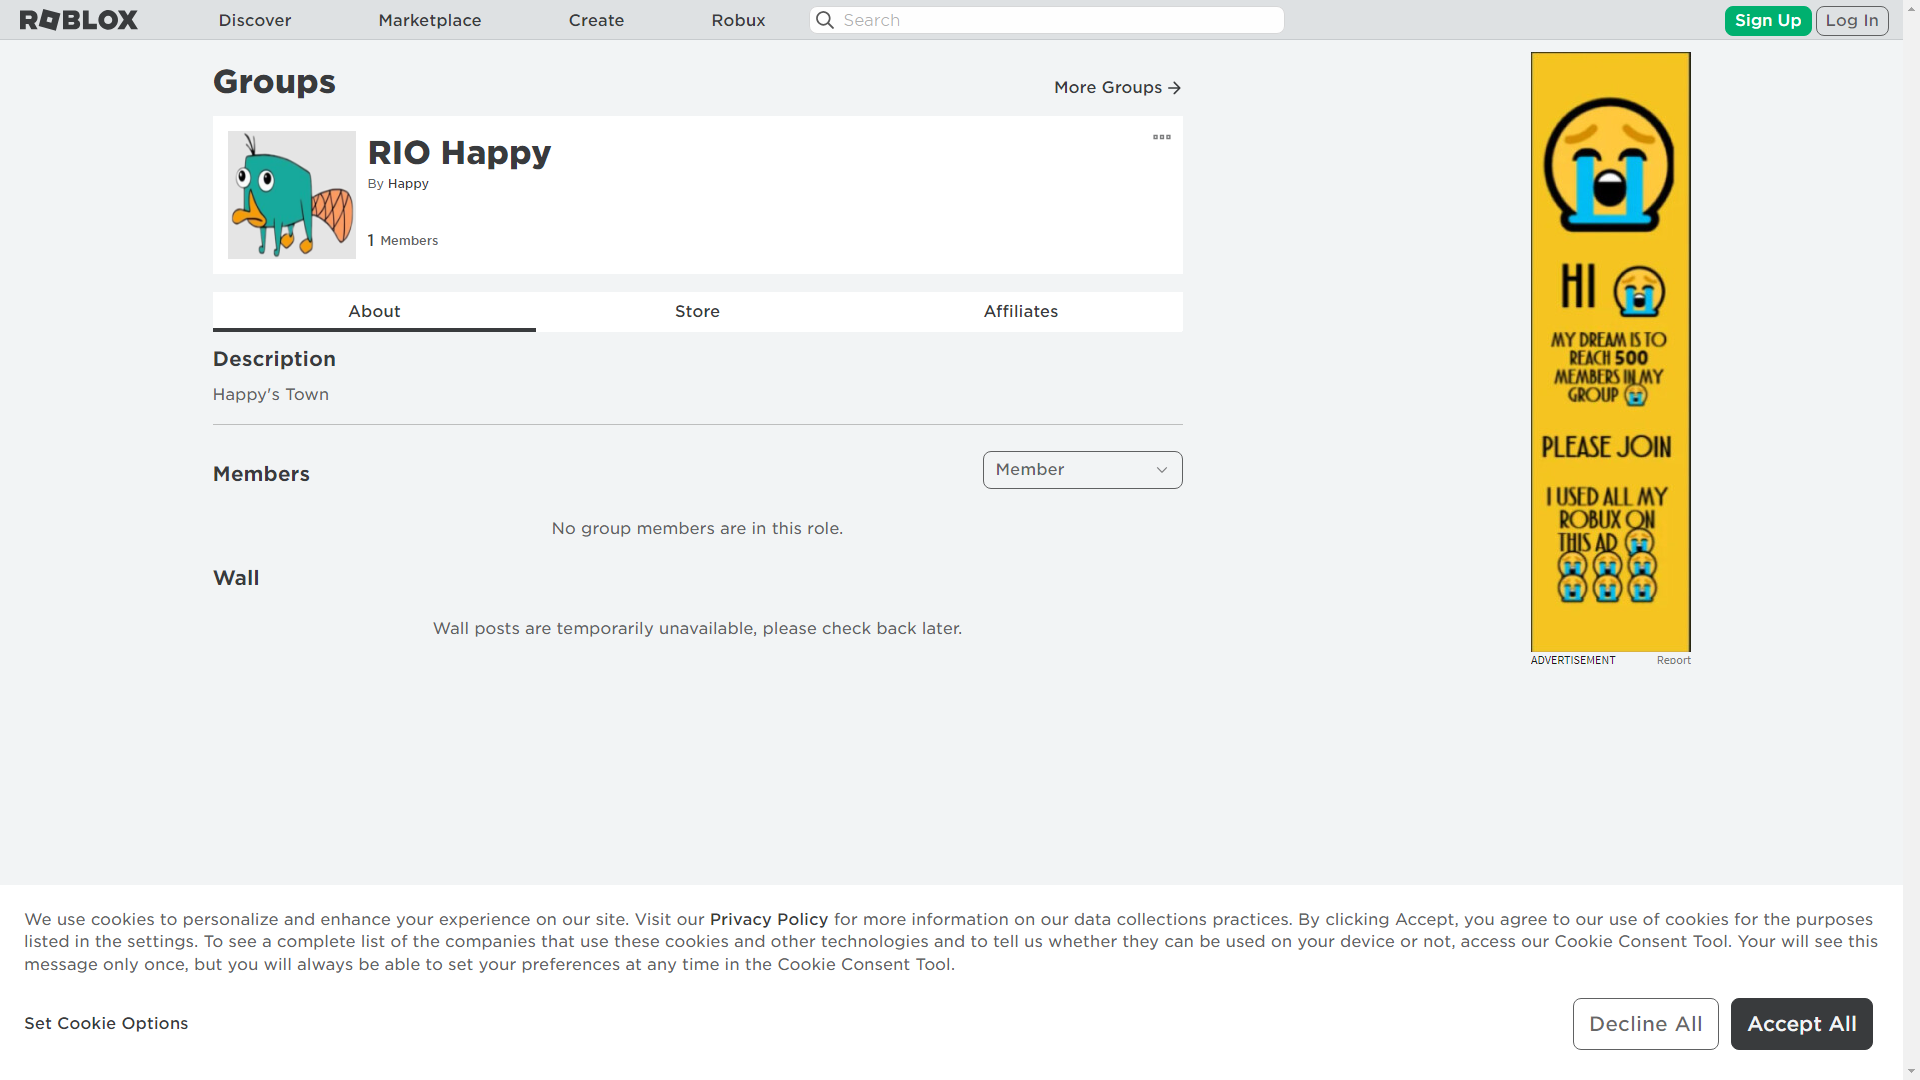 ROBLOX
Discover
Marketplace
Create
Robux
Search
Sign Up
Log In
Groups
More Groups
RIO Happy
By Happy
1 Members
About
Store
Affiliates
Description
Happy's Town
Members
Member
No group members are in this role.
Wall
Wall posts are temporarily unavailable, please check back later.
HI
MY DREAM IS TO
REACH 500
MEMBERS IN MY
GROUP
PLEASE JOIN
I USED ALL MY
ROBUX ON
THIS AD
ADVERTISEMENT
Report
We use cookies to personalize and enhance your experience on our site. Visit our Privacy Policy for more information on our data collections practices. By clicking Accept, you agree to our use of cookies for the purposes
listed in the settings. To see a complete list of the companies that use these cookies and other technologies and to tell us whether they can be used on your device or not, access our Cookie Consent Tool. Your will see this
message only once, but you will always be able to set your preferences at any time in the Cookie Consent Tool.
Set Cookie Options
Decline All
Accept All